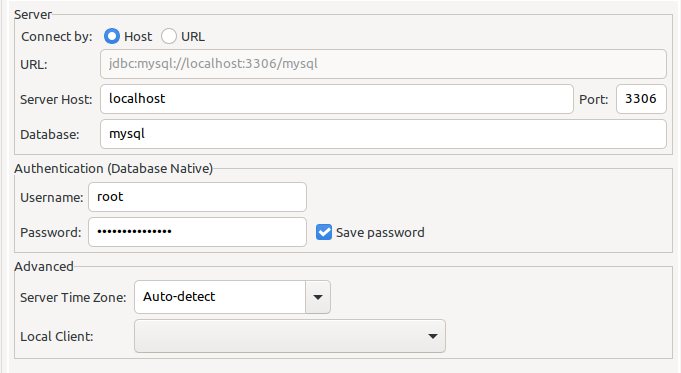 Server
Connect by: Host URL
URL: jdbc:mysql://localhost:3306/mysql
Server Host: localhost Port: 3306
Database: mysql
Authentication (Database Native)
Username: root
Password: •••••••••••••••  Save password
Advanced
Server Time Zone: Auto-detect
Local Client: